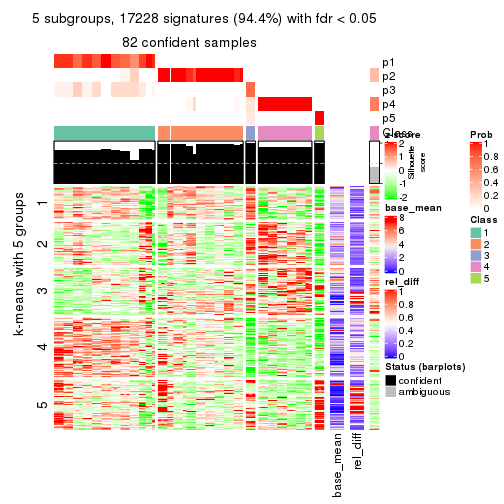 5 subgroups, 17228 signatures (94.4%) with fdr < 0.05
82 confident samples
p1
p2
p3
p4
p5
Class
Silhouette
score
k-means with 5 groups
1
2
3
4
5
base_mean
rel_diff
z-score
2
1
0
-1
-2
base_mean
8
6
4
2
0
rel_diff
1
0.8
0.6
0.4
0.2
0
Status (barplots)
confident
ambiguous
Prob
1
0.8
0.6
0.4
0.2
0
Class
1
2
3
4
5